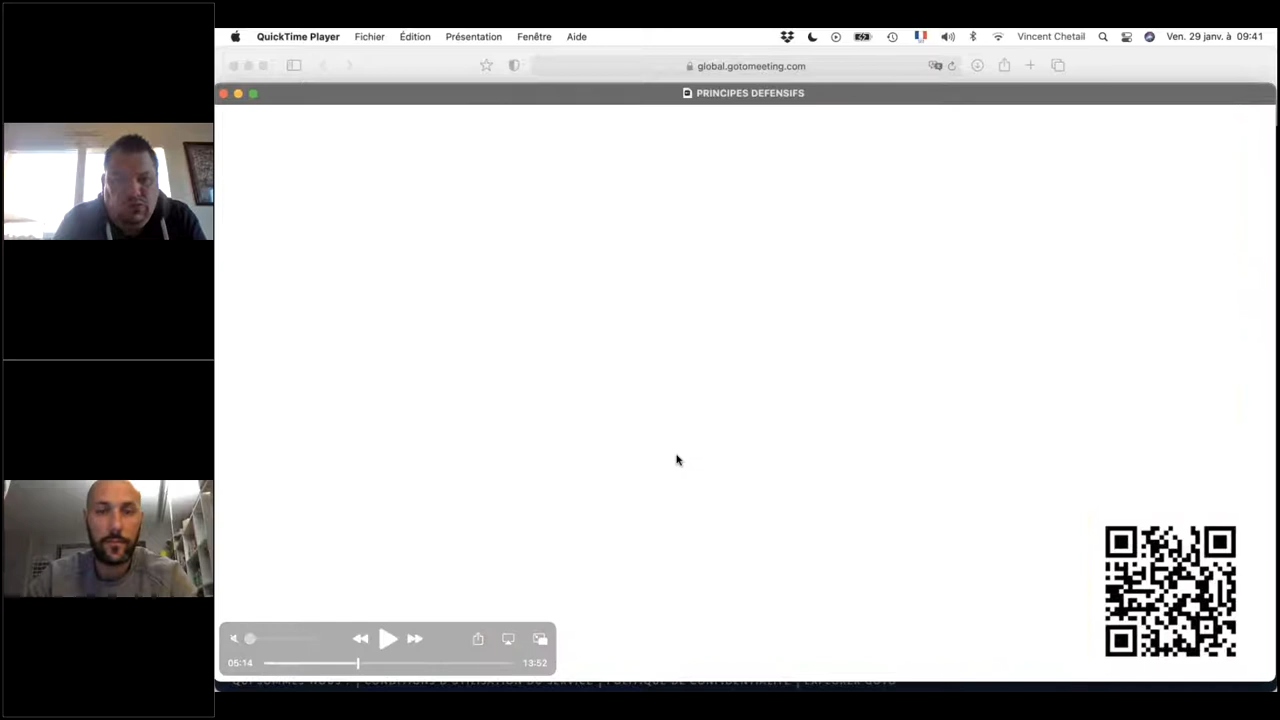 QuickTime Player Fichier Édition Présentation Fenêtre Aide Vincent Chetail Ven. 29 janv. à 09:41
global.gotomeeting.com
PRINCIPES DEFENSIFS
05:14 13:52